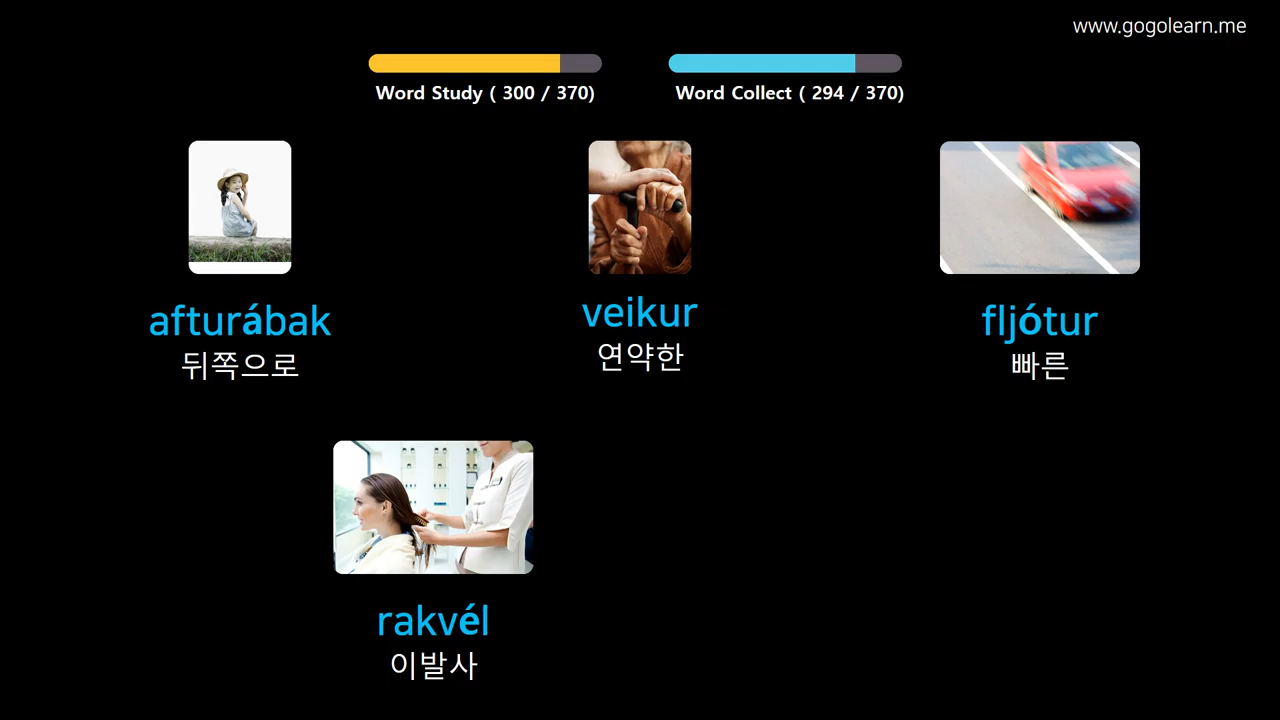 www.gogolearn.me
Word Study ( 300 / 370)
Word Collect ( 294 / 370)
afturábak
뒤쪽으로
veikur
연약한
fljótur
빠른
rakvél
이발사